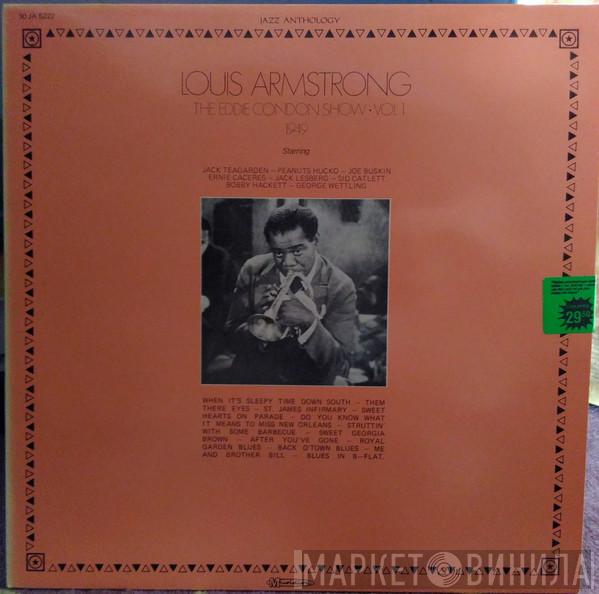 30 JA 5222
JAZZ ANTHOLOGY
LOUIS ARMSTRONG
THE EDDIE CONDON SHOW • VOL 1
1949
Starring
JACK TEAGARDEN — PEANUTS HUCKO — JOE BUSKIN
ERNIE CACERES — JACK LESBERG — SID CATLETT
BOBBY HACKETT — GEORGE WETTLING
29
WHEN IT'S SLEEPY TIME DOWN SOUTH — THEM
THERE EYES — ST. JAMES INFIRMARY — SWEET
HEARTS ON PARADE — DO YOU KNOW WHAT
IT MEANS TO MISS NEW ORLEANS — STRUTTIN'
WITH SOME BARBECUE — SWEET GEORGIA
BROWN — AFTER YOU'VE GONE — ROYAL
GARDEN BLUES — BACK O'TOWN BLUES — ME
AND BROTHER BILL — BLUES IN B—FLAT.
Musidisc
МАРКЕТ ВИНИЛА